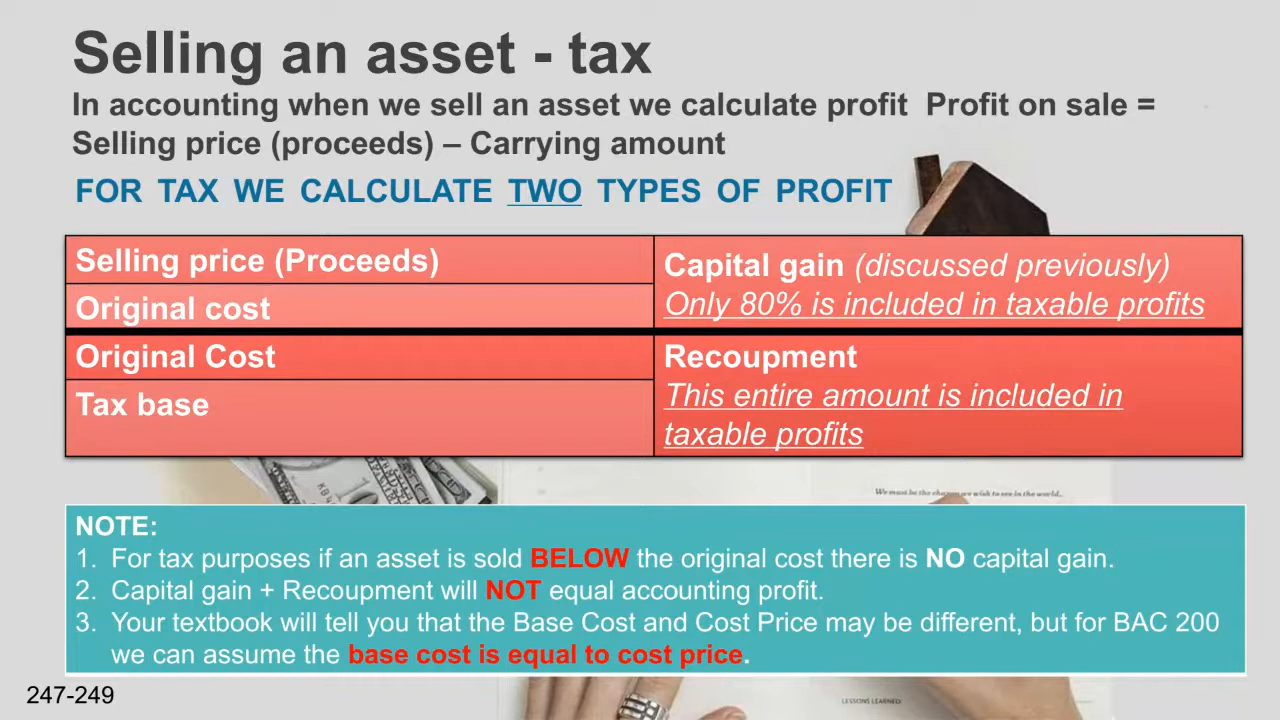 Selling an asset - tax
In accounting when we sell an asset we calculate profit Profit on sale =
Selling price (proceeds) – Carrying amount
FOR TAX WE CALCULATE TWO TYPES OF PROFIT
Selling price (Proceeds)
Original cost
Capital gain (discussed previously)
Only 80% is included in taxable profits
Original Cost
Tax base
Recoupment
This entire amount is included in
taxable profits
We must be the change we wish to see in the world...
NOTE:
1. For tax purposes if an asset is sold BELOW the original cost there is NO capital gain.
2. Capital gain + Recoupment will NOT equal accounting profit.
3. Your textbook will tell you that the Base Cost and Cost Price may be different, but for BAC 200
we can assume the base cost is equal to cost price.
247-249
LESSONS LEARNED: